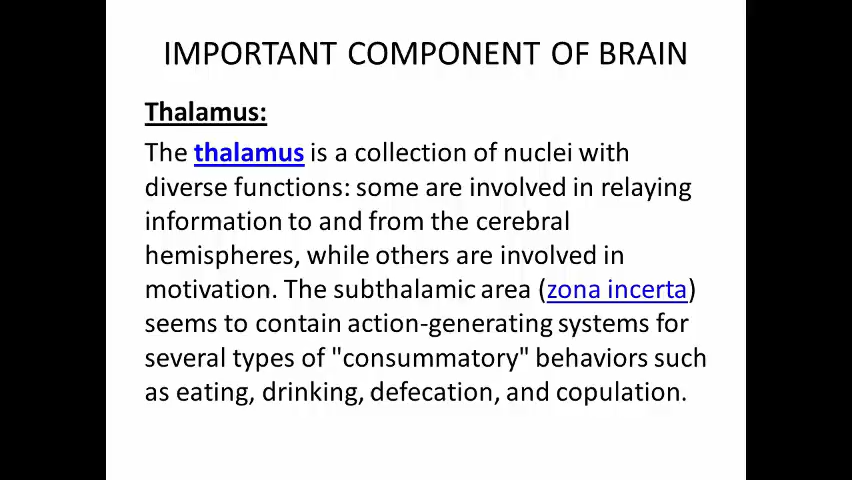 IMPORTANT COMPONENT OF BRAIN
Thalamus:
The thalamus is a collection of nuclei with
diverse functions: some are involved in relaying
information to and from the cerebral
hemispheres, while others are involved in
motivation. The subthalamic area (zona incerta)
seems to contain action-generating systems for
several types of "consummatory" behaviors such
as eating, drinking, defecation, and copulation.